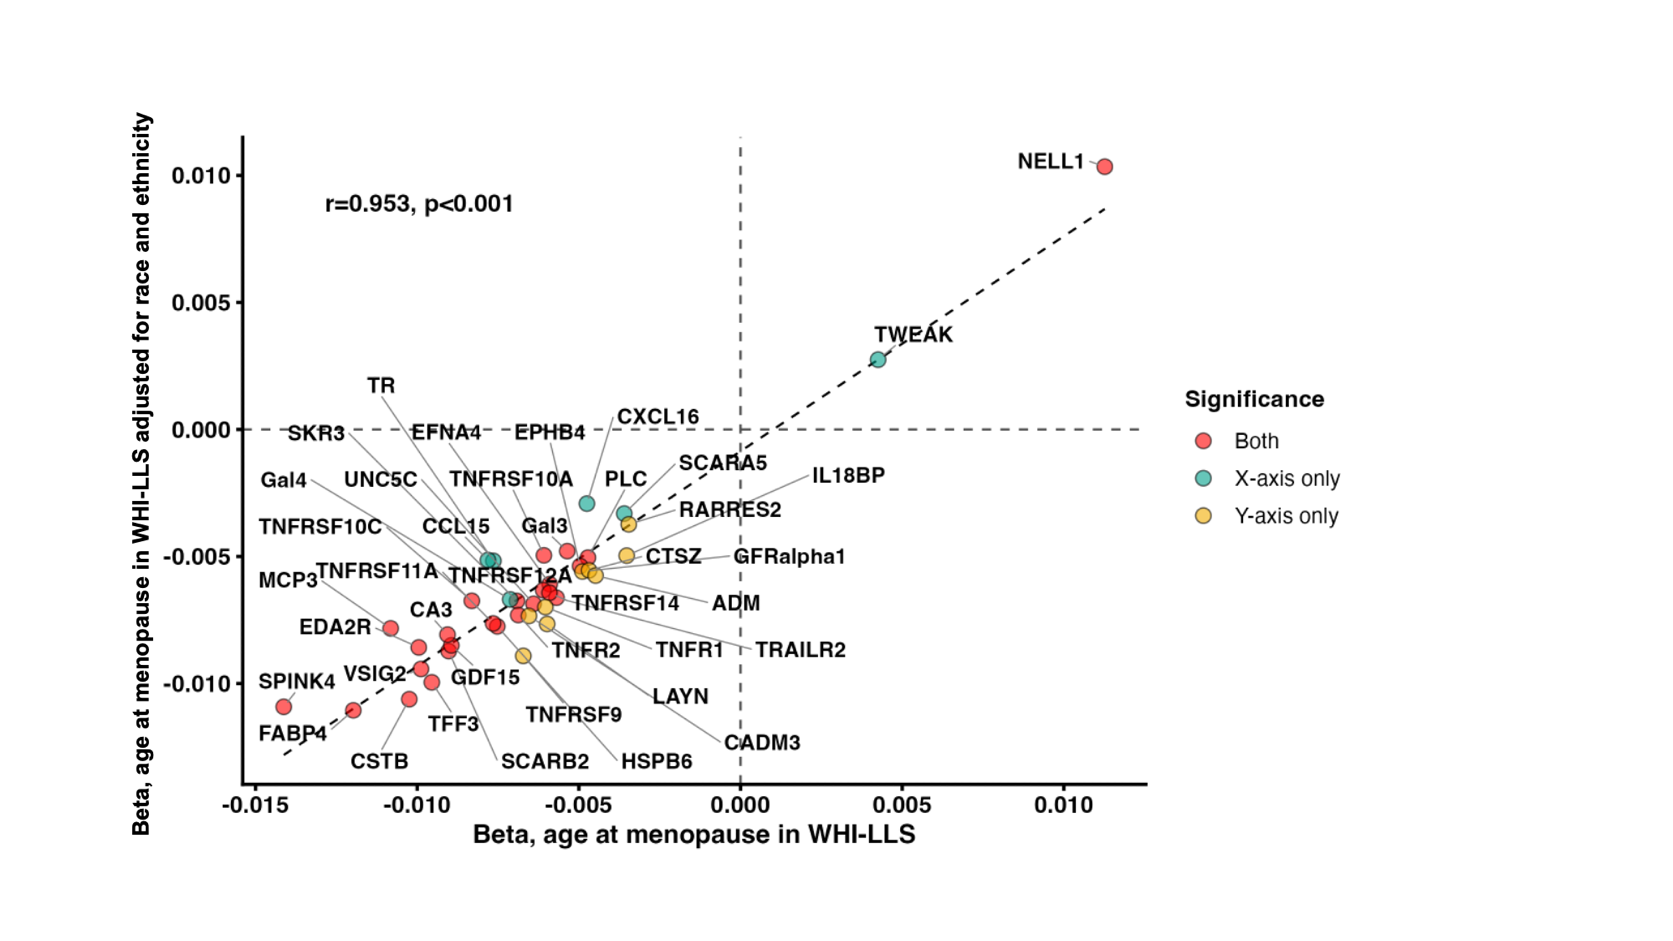 Beta, age at menopause in WHI-LLS adjusted for race and ethnicity
0.010
0.005
0.000
-0.005
-0.010
r=0.953, p<0.001
NELL1
TWEAK
TR
CXCL16
SKR3
EFNA4
EPHB4
SCARA5
Gal4
UNC5C
TNFRSF10A
PLC
IL18BP
RARRES2
TNFRSF10C
CCL15
Gal3
CTSZ
GFRalpha1
MCP3
TNFRSF11A
TNFRSF12A
CA3
TNFRSF14
ADM
EDA2R
TNFR2
TNFR1
TRAILR2
SPINK4
VSIG2
GDF15
LAYN
FABP4
TFF3
TNFRSF9
CADM3
CSTB
SCARB2
HSPB6
-0.015
-0.010
-0.005
0.000
0.005
0.010
Beta, age at menopause in WHI-LLS
Significance
Both
X-axis only
Y-axis only